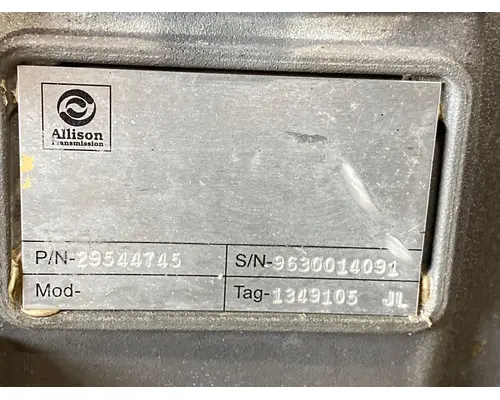 Allison
Transmission
P/N-29544745
S/N-9630014091
Mod-
Tag-1349105 JL